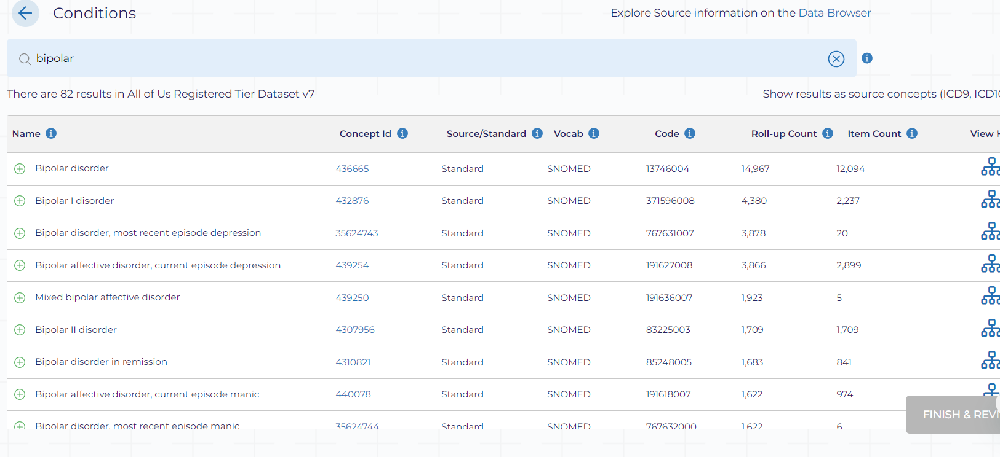 Conditions
Explore Source information on the Data Browser
bipolar
There are 82 results in All of Us Registered Tier Dataset v7
Show results as source concepts (ICD9, ICD10
Name Concept Id Source/Standard Vocab Code Roll-up Count Item Count View H
Bipolar disorder 436665 Standard SNOMED 13746004 14,967 12,094
Bipolar I disorder 432876 Standard SNOMED 371596008 4,380 2,237
Bipolar disorder, most recent episode depression 35624743 Standard SNOMED 767631007 3,878 20
Bipolar affective disorder, current episode depression 439254 Standard SNOMED 191627008 3,866 2,899
Mixed bipolar affective disorder 439250 Standard SNOMED 191636007 1,923 5
Bipolar II disorder 4307956 Standard SNOMED 83225003 1,709 1,709
Bipolar disorder in remission 4310821 Standard SNOMED 85248005 1,683 841
Bipolar affective disorder, current episode manic 440078 Standard SNOMED 191618007 1,622 974
Bipolar disorder, most recent episode manic 35624744 Standard SNOMED 767632000 1,622 6
FINISH & REVI